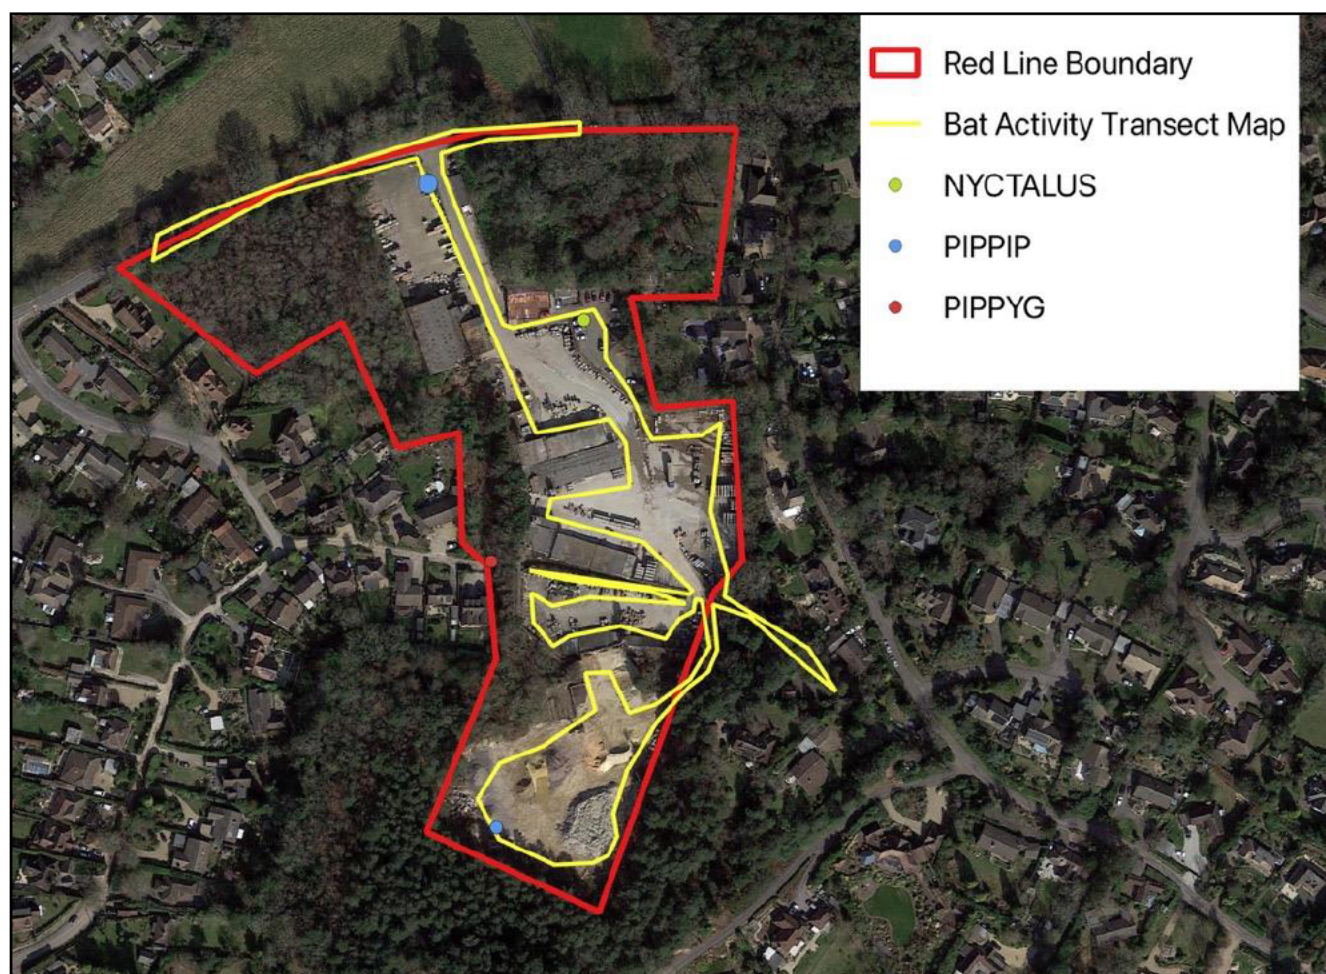 Red Line Boundary
Bat Activity Transect Map
NYCTALUS
PIPPIP
PIPPYG